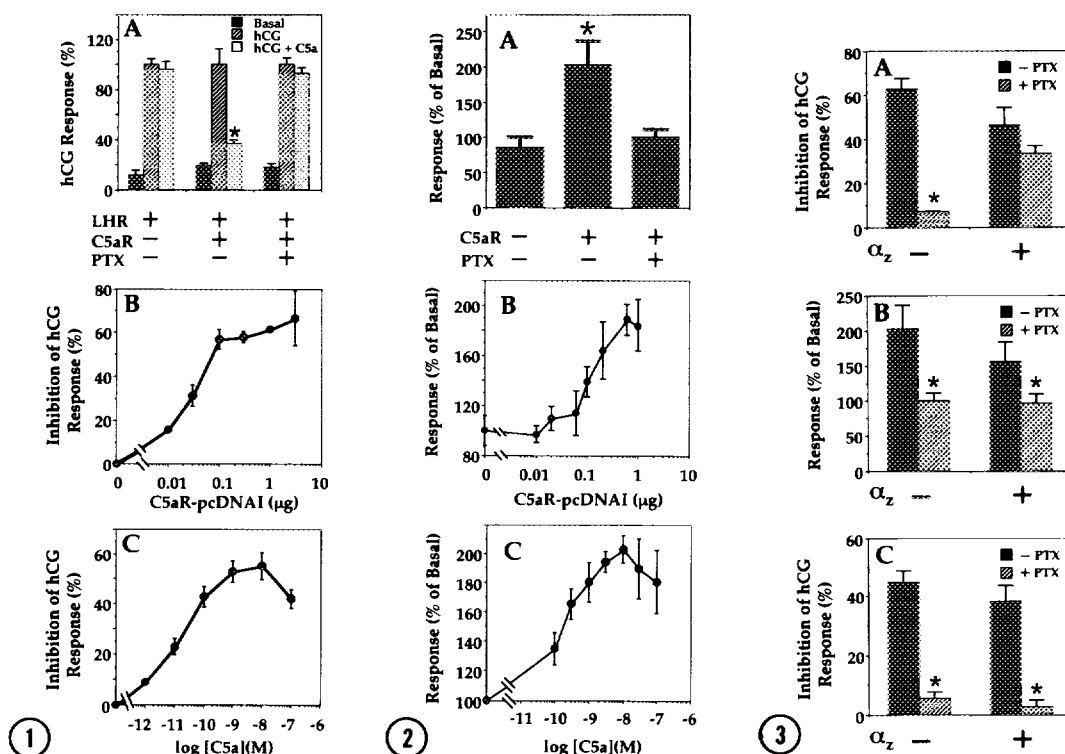 A
Basal
hCG
hCG + C5a
hCG Response (%)
120
80
40
0
*
LHR + + +
C5aR − + +
PTX − − +
B
Inhibition of hCG
Response (%)
80
60
40
20
0
0 0.01 0.1 1 10
C5aR-pcDNAI (µg)
C
Inhibition of hCG
Response (%)
60
40
20
0
-12 -11 -10 -9 -8 -7 -6
log [C5a](M)
1
A
Response (% of Basal)
250
200
150
100
50
0
*
C5aR − + +
PTX − − +
B
Response (% of Basal)
200
160
120
80
0 0.01 0.1 1 10
C5aR-pcDNAI (µg)
C
Response (% of Basal)
200
180
160
140
120
100
-11 -10 -9 -8 -7 -6
log [C5a](M)
2
A
− PTX
+ PTX
Inhibition of hCG
Response (%)
80
60
40
20
0
*
αz − +
B
− PTX
+ PTX
Response (% of Basal)
250
200
150
100
50
0
* *
αz − +
C
− PTX
+ PTX
Inhibition of hCG
Response (%)
60
40
20
0
* *
αz − +
3